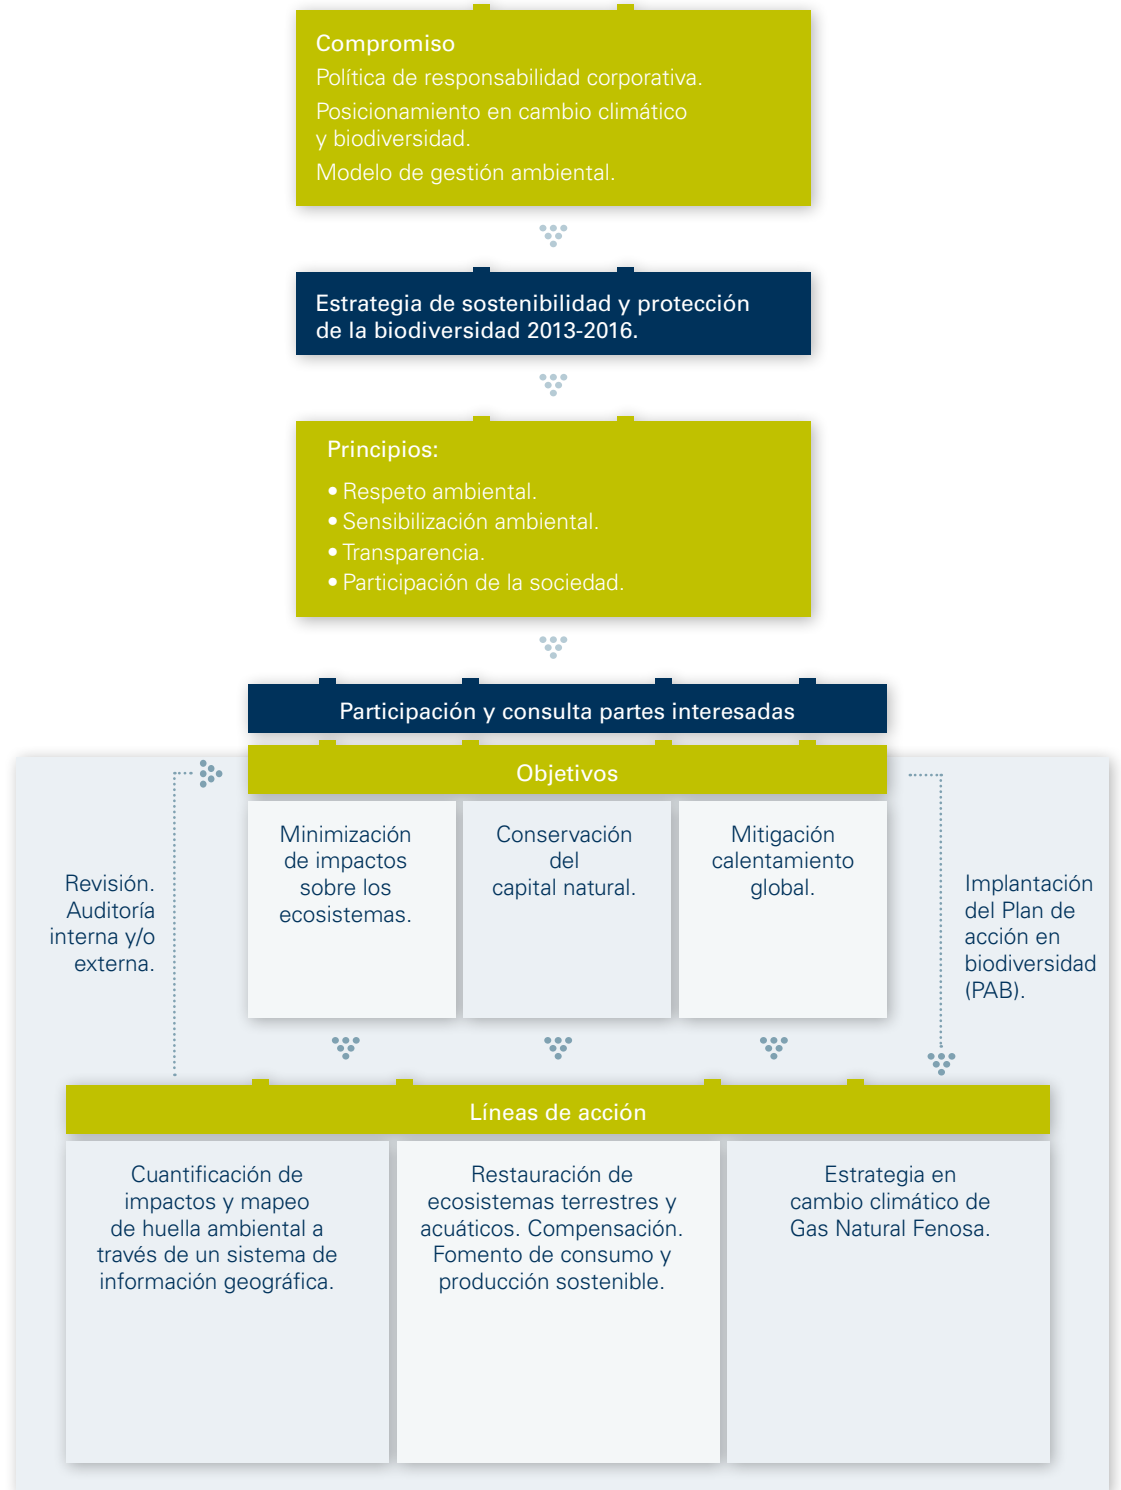 Compromiso
Política de responsabilidad corporativa.
Posicionamiento en cambio climático
y biodiversidad.
Modelo de gestión ambiental.
Estrategia de sostenibilidad y protección
de la biodiversidad 2013-2016.
Principios:
• Respeto ambiental.
• Sensibilización ambiental.
• Transparencia.
• Participación de la sociedad.
Participación y consulta partes interesadas
Objetivos
Minimización
de impactos
sobre los
ecosistemas.
Conservación
del
capital natural.
Mitigación
calentamiento
global.
Revisión.
Auditoría
interna y/o
externa.
Implantación
del Plan de
acción en
biodiversidad
(PAB).
Líneas de acción
Cuantificación de
impactos y mapeo
de huella ambiental a
través de un sistema de
información geográfica.
Restauración de
ecosistemas terrestres y
acuáticos. Compensación.
Fomento de consumo y
producción sostenible.
Estrategia en
cambio climático de
Gas Natural Fenosa.